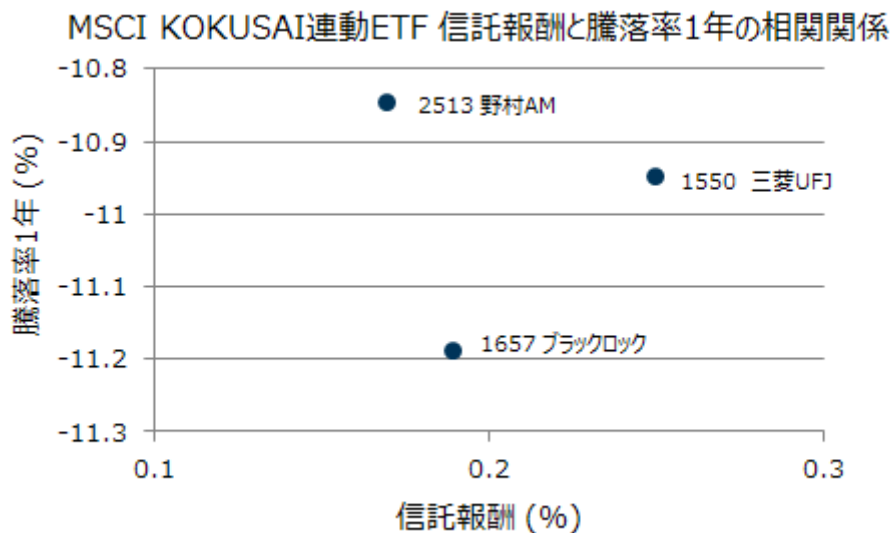 MSCI KOKUSAI連動ETF 信託報酬と騰落率1年の相関関係
騰落率1年 (%)
-10.8
-10.9
-11
-11.1
-11.2
-11.3
2513 野村AM
1550 三菱UFJ
1657 ブラックロック
0.1
0.2
0.3
信託報酬 (%)